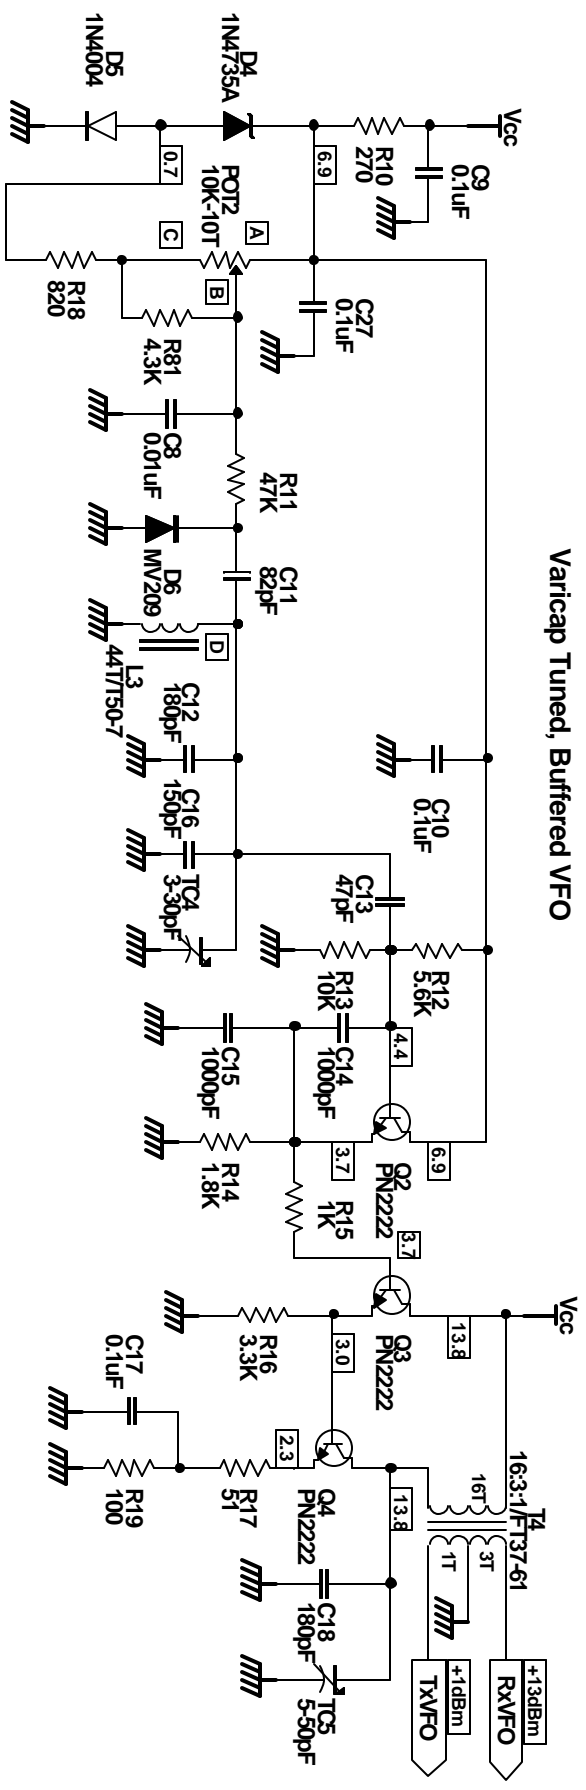 Varicap Tuned, Buffered VFO
Vcc
C9
0.1uF
R10
270
6.9
D4
1N4735A
0.7
D5
1N4004
A
POT2
10K-10T
B
C
R18
820
C27
0.1uF
R81
4.3K
C8
0.01uF
R11
47K
D6
MV209
C11
82pF
D
L3
44T/T50-7
C12
180pF
C16
150pF
TC4
3-30pF
C10
0.1uF
C13
47pF
R12
5.6K
R13
10K
4.4
C14
1000pF
C15
1000pF
6.9
Q2
PN2222
3.7
R14
1.8K
R15
1K
3.7
Vcc
13.8
Q3
PN2222
3.0
R16
3.3K
C17
0.1uF
R19
100
R17
51
2.3
Q4
PN2222
13.8
T4
16:3:1/FT37-61
16T
3T
1T
C18
180pF
TC5
5-50pF
+13dBm
RxVFO
+1dBm
TxVFO